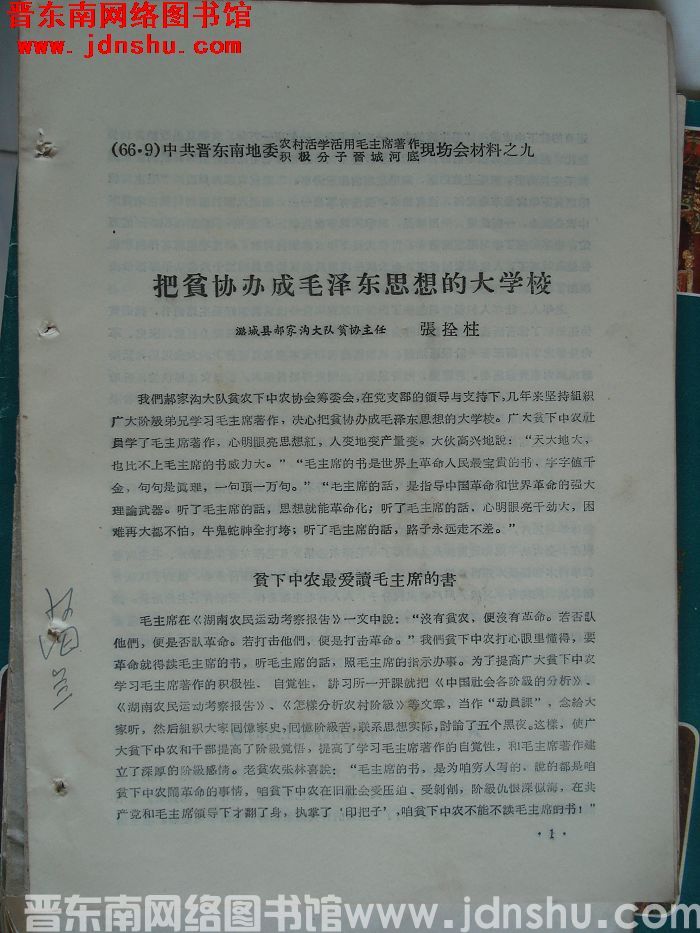 晋东南网络图书馆
www.jdnshu.com
(66·9)中共晋东南地委农村活学活用毛主席著作积极分子晋城河底現坊会材料之九
把貧协办成毛泽东思想的大学校
潞城县郝家沟大队貧协主任 張拴柱
我們郝家沟大队貧农下中农协会筹委会，在党支部的領导与支持下，几年来坚持組織
广大阶級弟兄学习毛主席著作，决心把貧协办成毛泽东思想的大学校。广大貧下中农社
員学了毛主席著作，心明眼亮思想紅，人变地变产量变。大伙高兴地說：“天大地大，
也比不上毛主席的书威力大。”“毛主席的书是世界上革命人民最宝貴的书，字字値千
金，句句是眞理，一句頂一万句。”“毛主席的話，是指导中国革命和世界革命的强大
理論武器。听了毛主席的話，思想就能革命化；听了毛主席的話，心明眼亮干劲大，困
难再大都不怕，牛鬼蛇神全打垮；听了毛主席的話，路子永远走不差。”
貧下中农最爱讀毛主席的書
毛主席在《湖南农民运动考察报告》一文中說：“沒有貧农，便沒有革命。若否认
他們，便是否认革命。若打击他們，便是打击革命。”我們貧下中农打心眼里懂得，要
革命就得讀毛主席的书，听毛主席的話，照毛主席的指示办事。为了提高广大貧下中农
学习毛主席著作的积极性、自覚性，講习所一开課就把《中国社会各阶級的分析》、
《湖南农民运动考察报告》、《怎样分析农村阶級》等文章，当作“动員課”，念給大
家听，然后組織大家回憶家史，回憶阶級苦，联系思想实际，討論了五个黑夜。这樣，使广
大貧下中农和干部提高了阶級覚悟，提高了学习毛主席著作的自覚性，和毛主席著作建
立了深厚的阶級感情。老貧农张林喜說：“毛主席的书，是为咱穷人写的，說的都是咱
貧下中农鬧革命的事情，咱貧下中农在旧社会受压迫、受剝削，阶級仇恨深似海，在共
产党和毛主席領导下才翻了身，执掌了‘印把子’，咱貧下中农不能不讀毛主席的书！”
·1·
晋东南网络图书馆 www.jdnshu.com